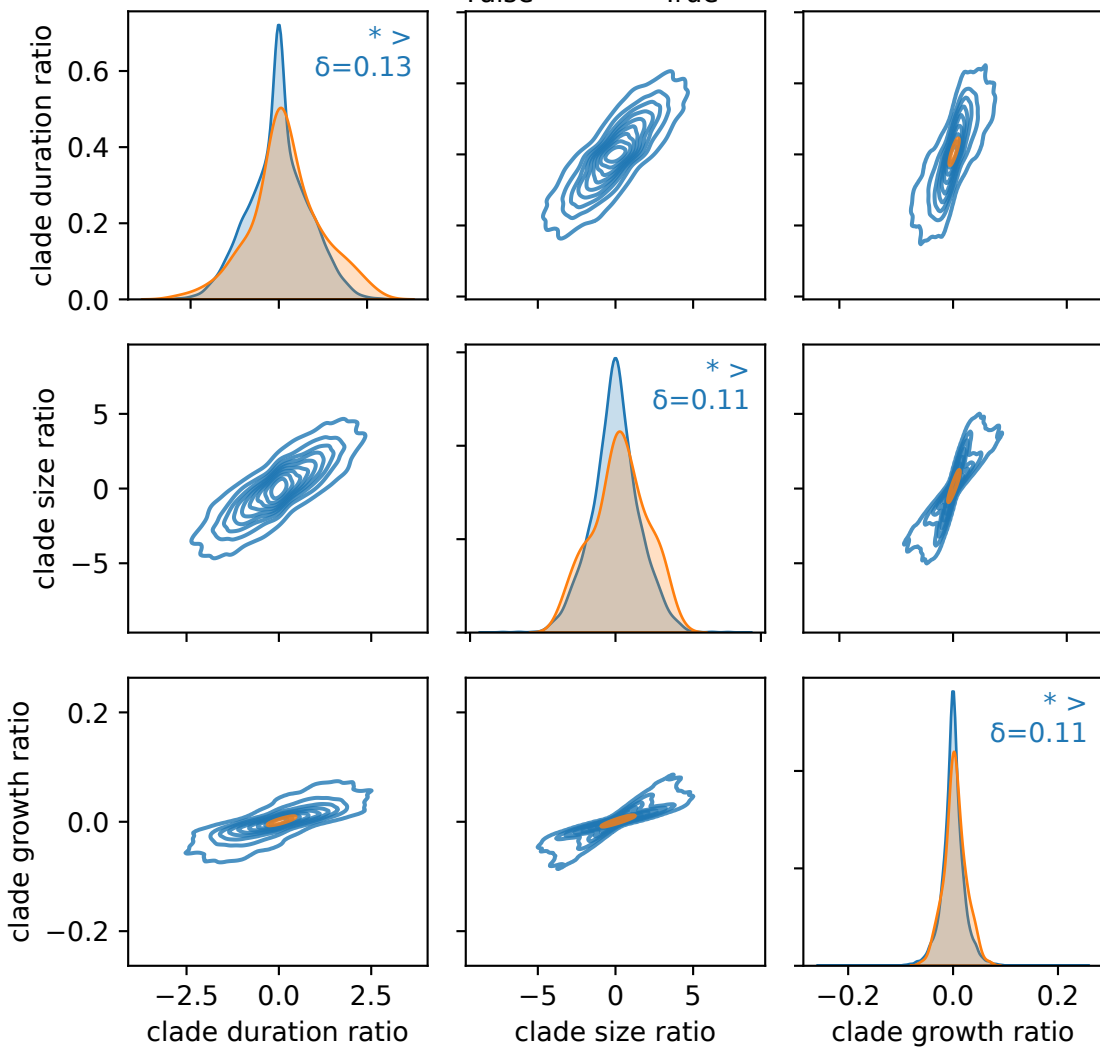 * >
δ=0.13
clade duration ratio
0.6
0.4
0.2
0.0
* >
δ=0.11
clade size ratio
5
0
−5
* >
δ=0.11
clade growth ratio
0.2
0.0
−0.2
−2.5 0.0 2.5 −5 0 5 −0.2 0.0 0.2
clade duration ratio clade size ratio clade growth ratio